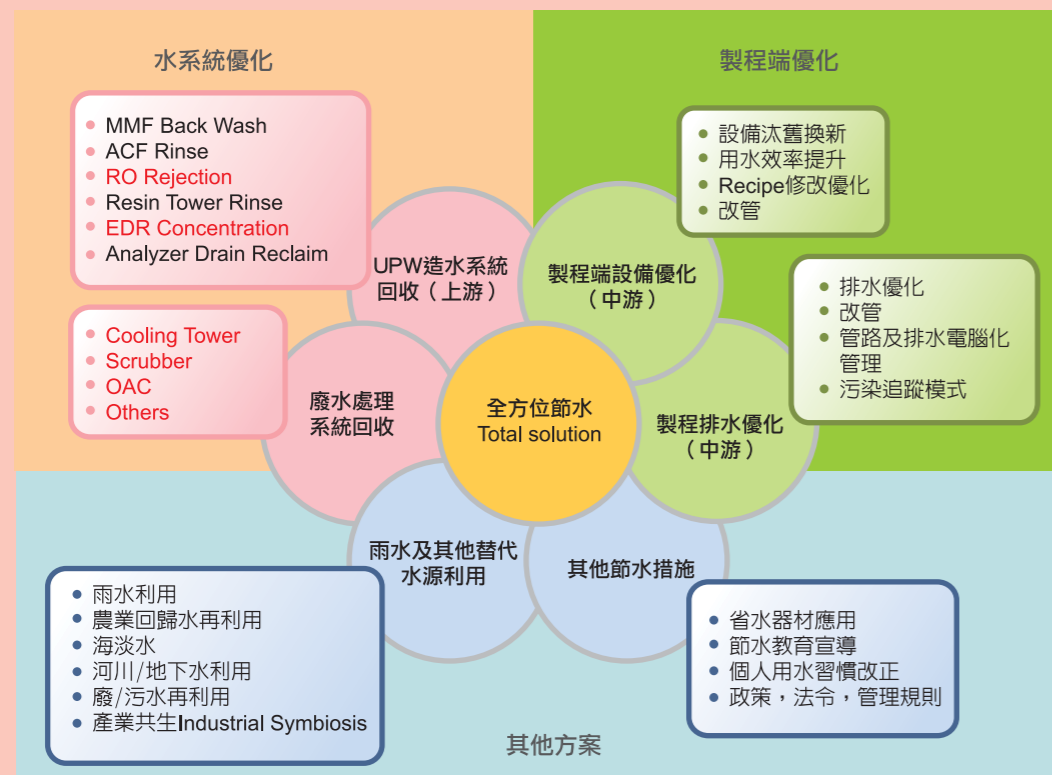 水系統優化
MMF Back Wash
ACF Rinse
RO Rejection
Resin Tower Rinse
EDR Concentration
Analyzer Drain Reclaim
Cooling Tower
Scrubber
OAC
Others
UPW造水系統
回收（上游）
廢水處理
系統回收
製程端優化
設備汰舊換新
用水效率提升
Recipe修改優化
改管
製程端設備優化
（中游）
排水優化
改管
管路及排水電腦化
管理
污染追蹤模式
製程排水優化
（中游）
全方位節水
Total solution
雨水及其他替代
水源利用
其他節水措施
雨水利用
農業回歸水再利用
海淡水
河川/地下水利用
廢/污水再利用
產業共生Industrial Symbiosis
省水器材應用
節水教育宣導
個人用水習慣改正
政策，法令，管理規則
其他方案